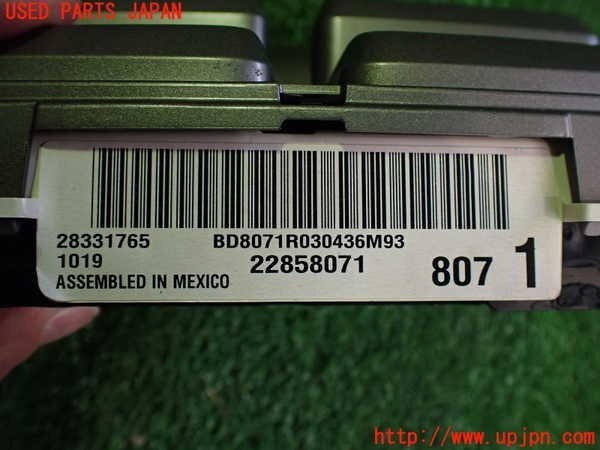 USED PARTS JAPAN
28331765
BD8071R030436M93
1019
22858071
807 1
ASSEMBLED IN MEXICO
http://www.upjpn.com/